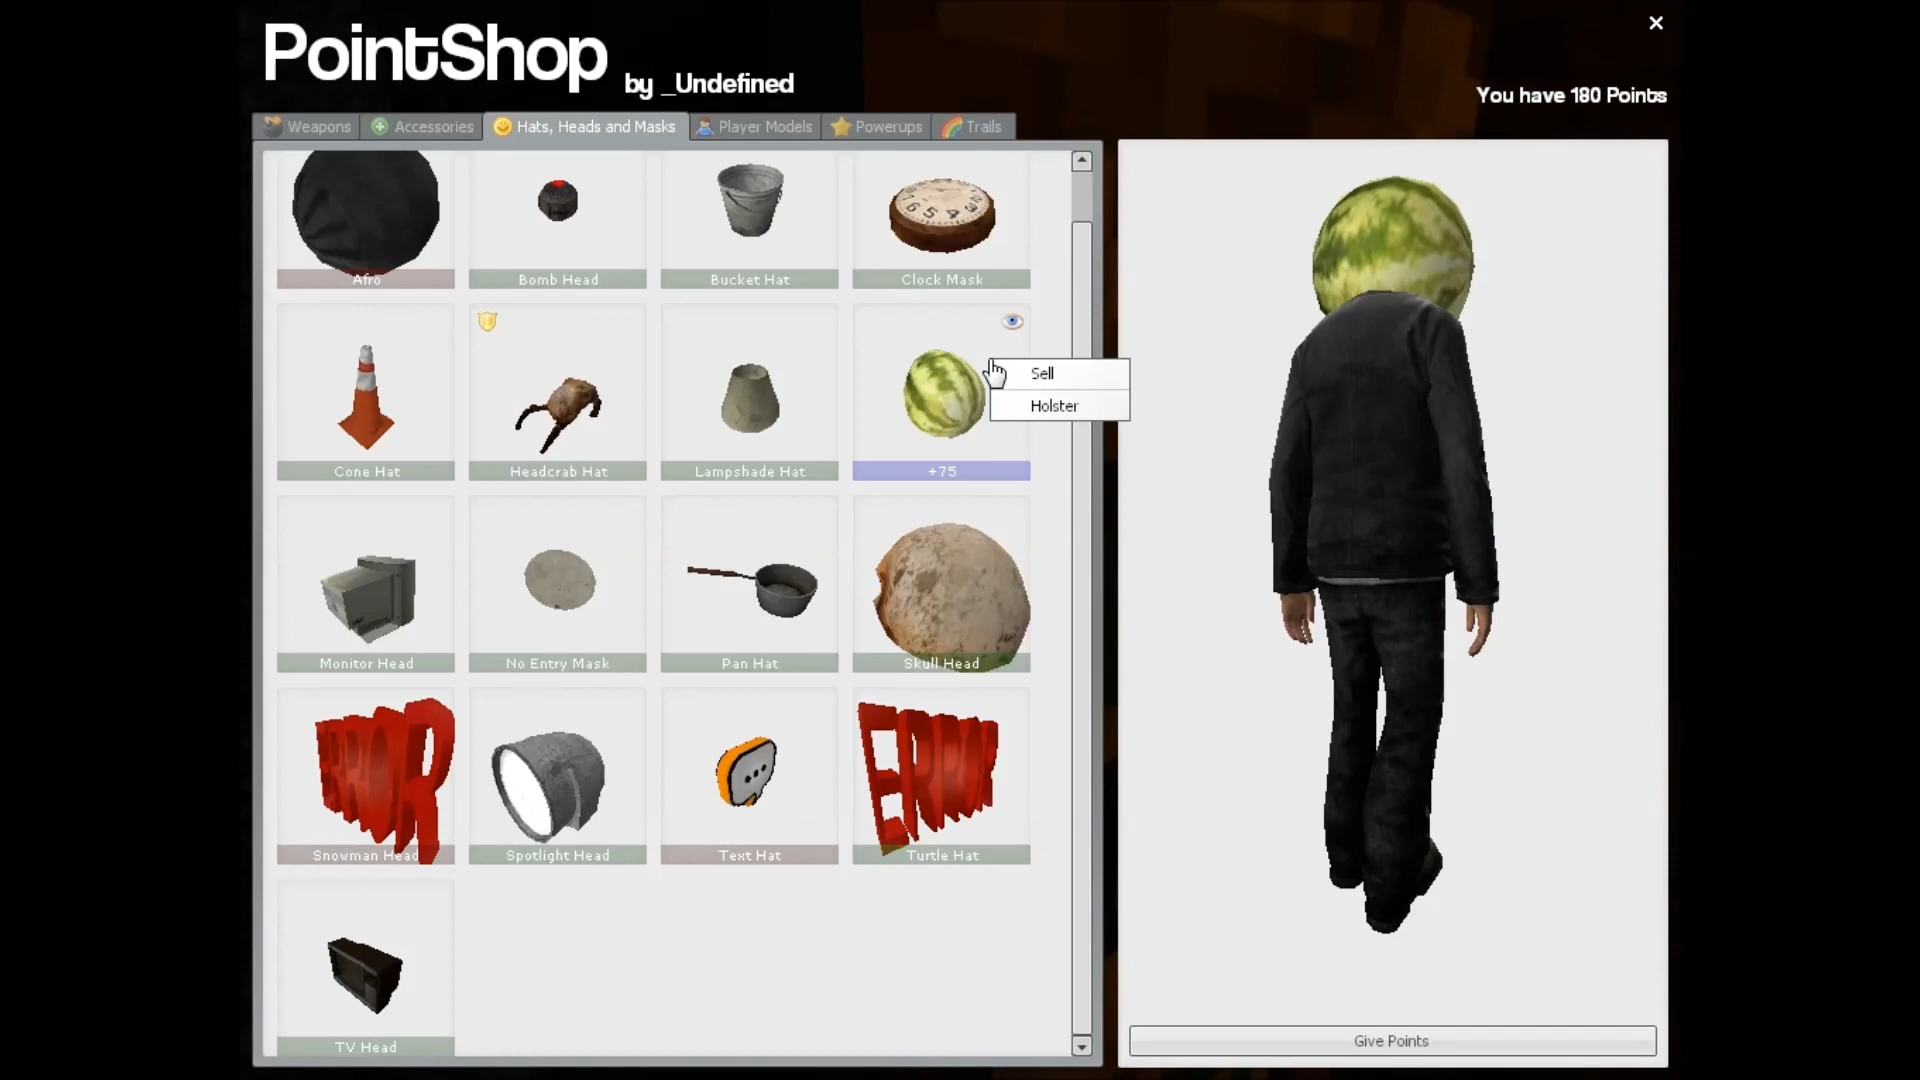 PointShop by _Undefined
You have 180 Points
Weapons Accessories Hats, Heads and Masks Player Models Powerups Trails
Afro Bomb Head Bucket Hat Clock Mask
Sell
Holster
Cone Hat Headcrab Hat Lampshade Hat +75
Monitor Head No Entry Mask Pan Hat Skull Head
ERROR ERROR
Snowman Head Spotlight Head Text Hat Turtle Hat
TV Head
Give Points